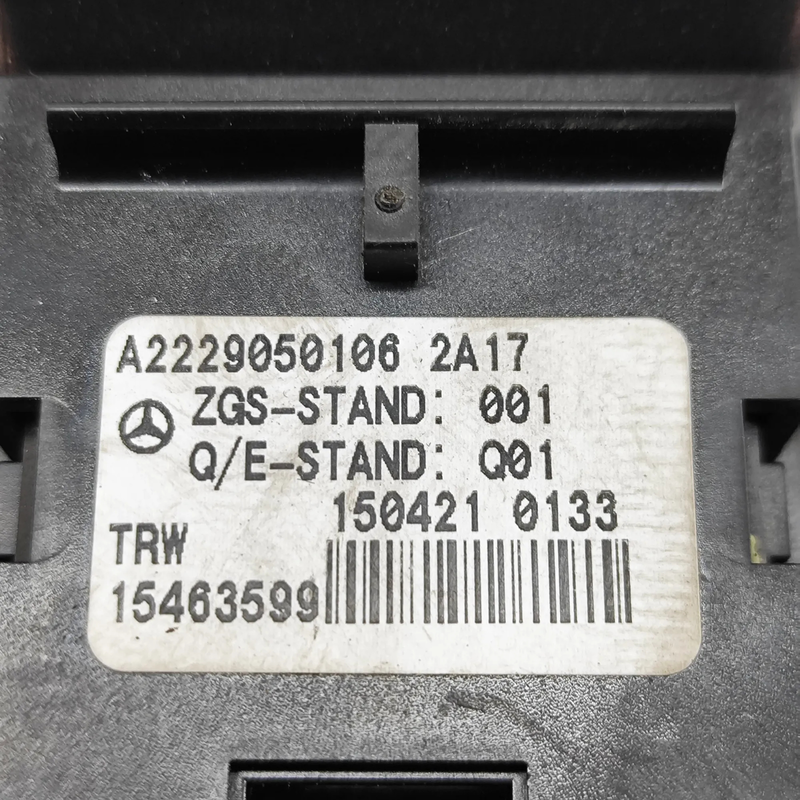 A2229050106 2A17
ZGS-STAND: 001
Q/E-STAND: Q01
150421 0133
TRW
15463599